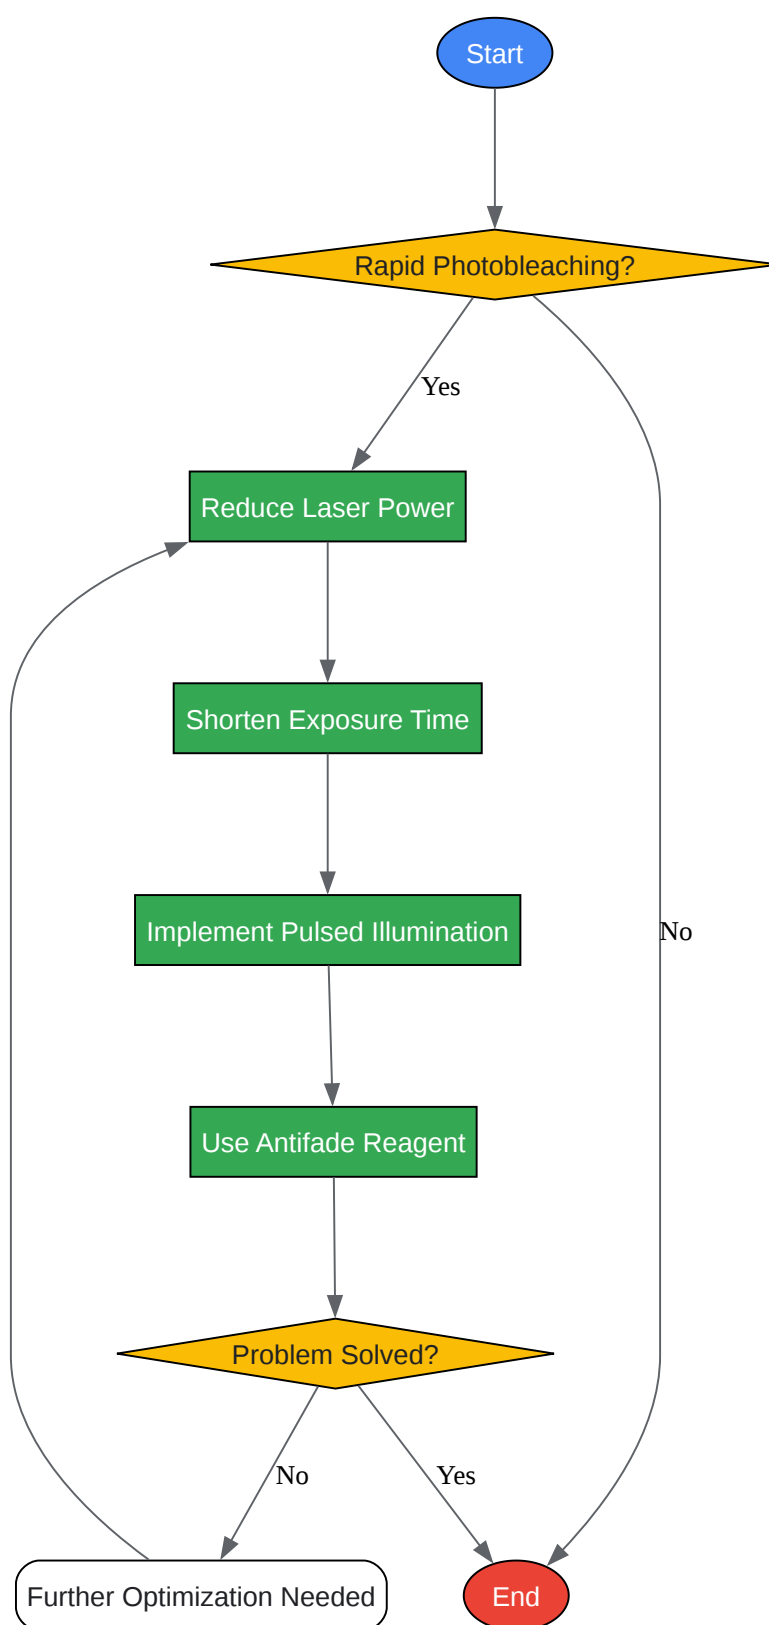 Start
Rapid Photobleaching?
Yes
Reduce Laser Power
Shorten Exposure Time
Implement Pulsed Illumination
No
Use Antifade Reagent
Problem Solved?
No
Yes
Further Optimization Needed
End